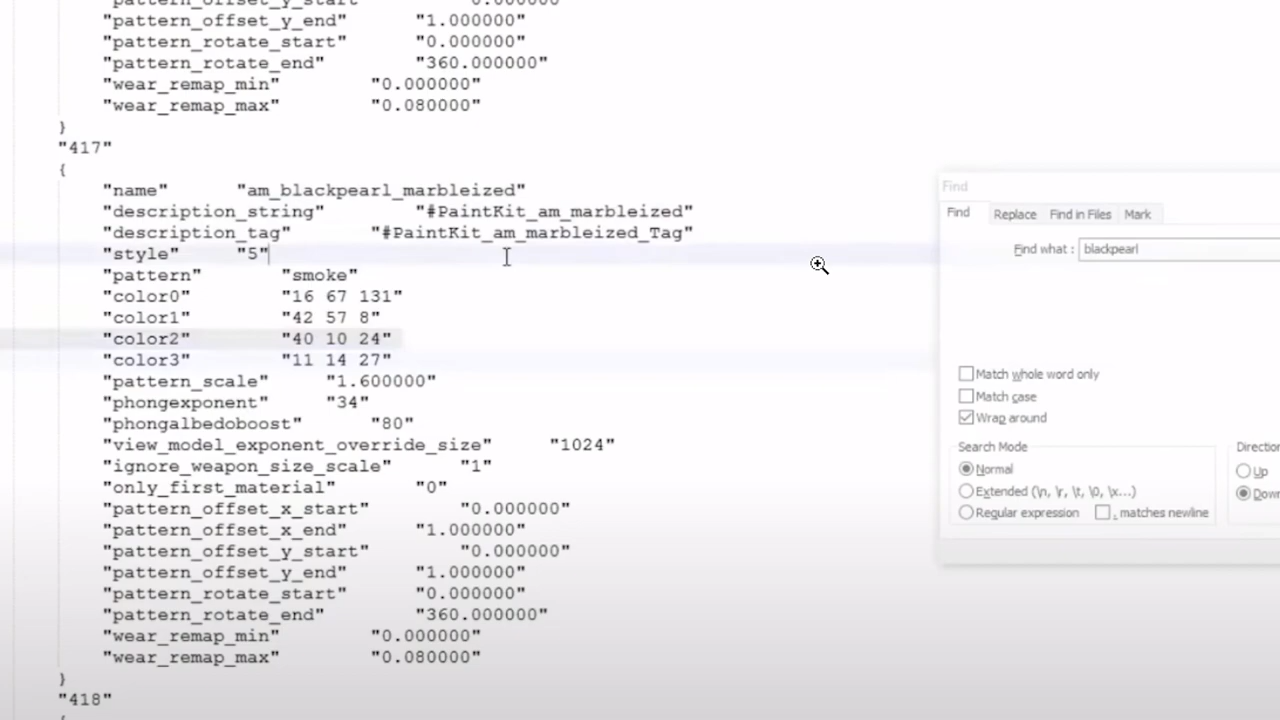 "pattern_offset_y_start" "0.000000"
"pattern_offset_y_end" "1.000000"
"pattern_rotate_start" "0.000000"
"pattern_rotate_end" "360.000000"
"wear_remap_min" "0.000000"
"wear_remap_max" "0.080000"
}
"417"
{
"name" "am_blackpearl_marbleized"
"description_string" "#PaintKit_am_marbleized"
"description_tag" "#PaintKit_am_marbleized_Tag"
"style" "5"
"pattern" "smoke"
"color0" "16 67 131"
"color1" "42 57 8"
"color2" "40 10 24"
"color3" "11 14 27"
"pattern_scale" "1.600000"
"phongexponent" "34"
"phongalbedoboost" "80"
"view_model_exponent_override_size" "1024"
"ignore_weapon_size_scale" "1"
"only_first_material" "0"
"pattern_offset_x_start" "0.000000"
"pattern_offset_x_end" "1.000000"
"pattern_offset_y_start" "0.000000"
"pattern_offset_y_end" "1.000000"
"pattern_rotate_start" "0.000000"
"pattern_rotate_end" "360.000000"
"wear_remap_min" "0.000000"
"wear_remap_max" "0.080000"
}
"418"
{
Find
Find Replace Find in Files Mark
Find what : blackpearl
Match whole word only
Match case
Wrap around
Search Mode
Normal
Extended (\n, \r, \t, \0, \x...)
Regular expression . matches newline
Direction
Up
Down